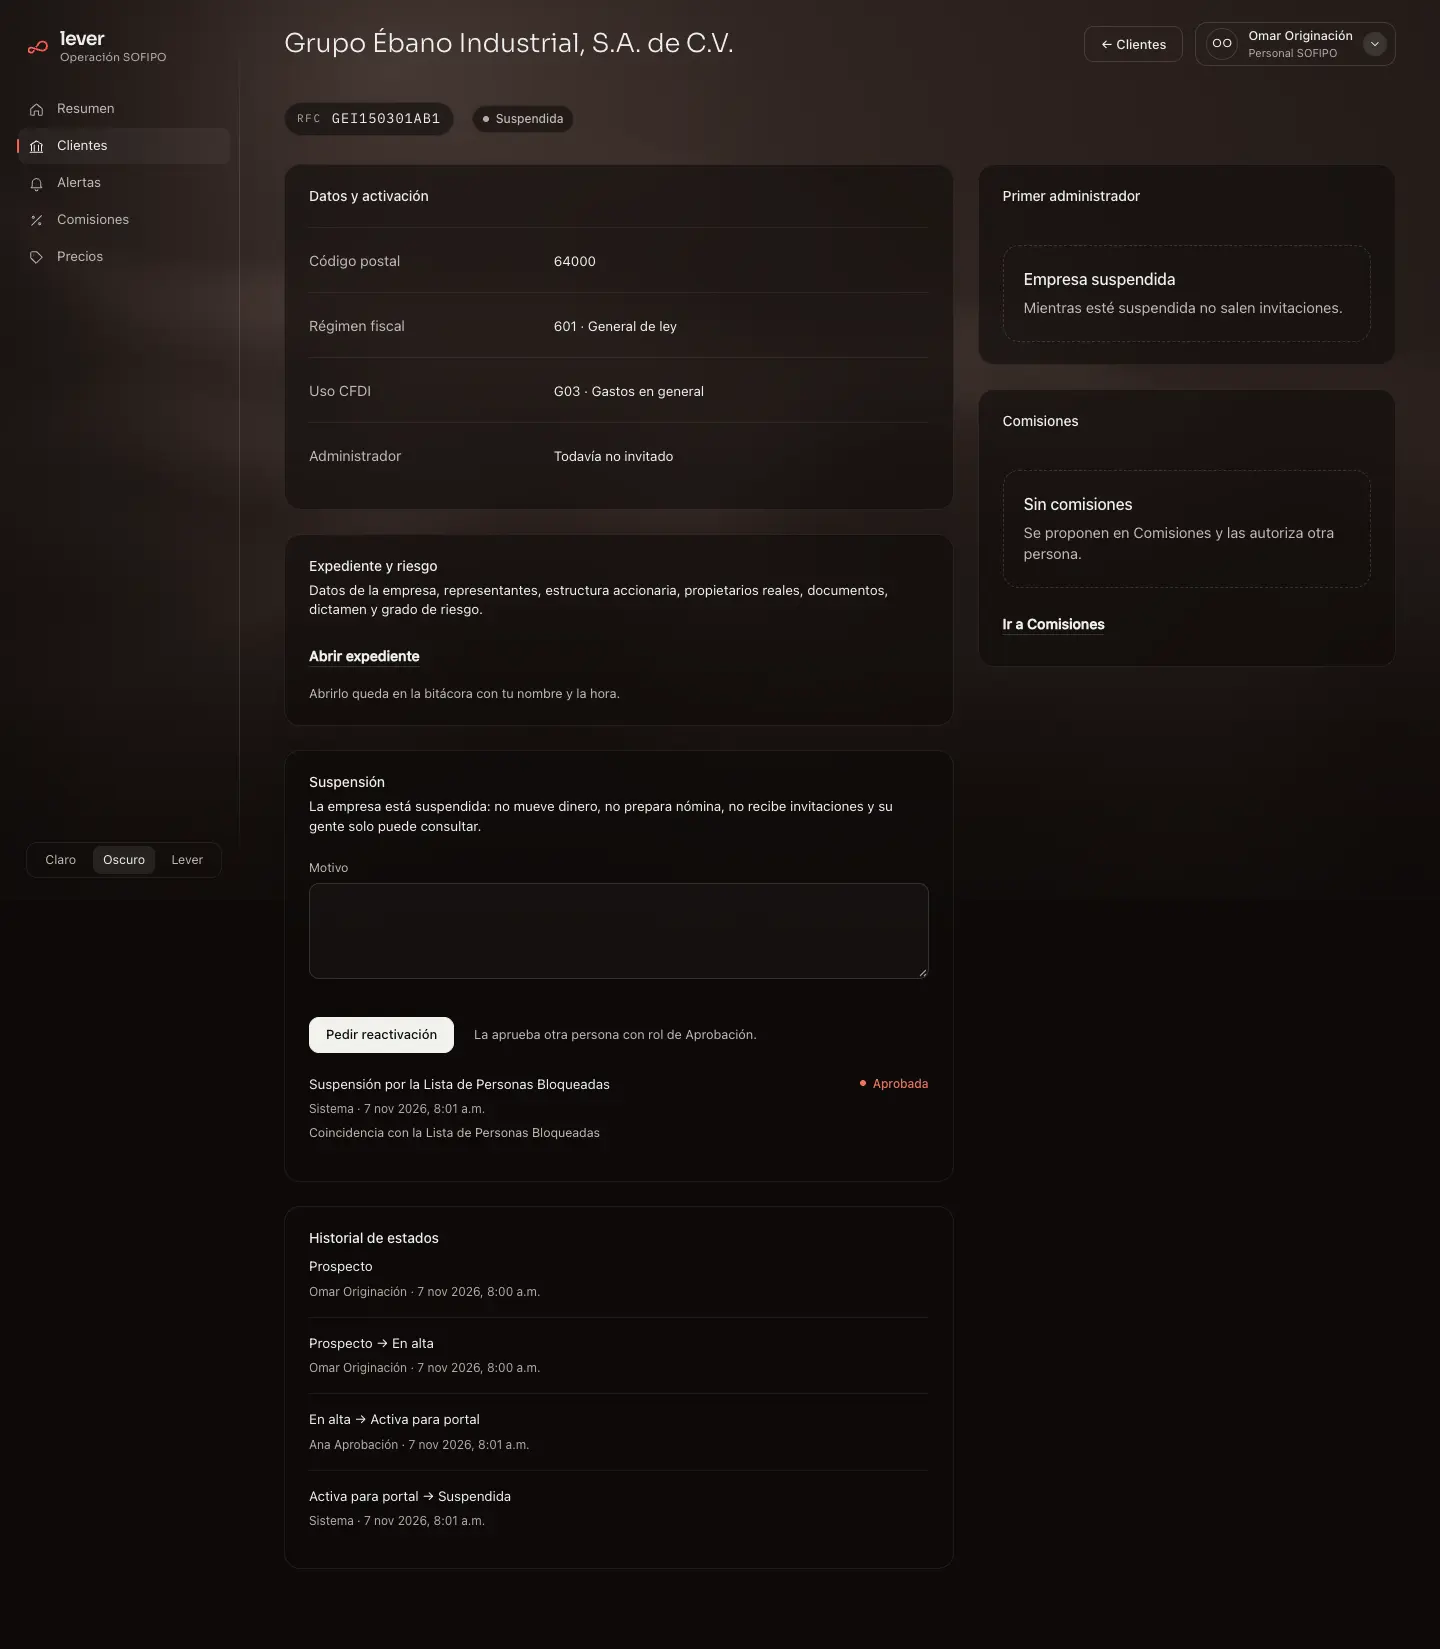 lever
Operación SOFIPO
Resumen
Clientes
Alertas
Comisiones
Precios
Claro
Oscuro
Lever
Grupo Ébano Industrial, S.A. de C.V.
← Clientes
OO
Omar Originación
Personal SOFIPO
RFC GEI150301AB1
Suspendida
Datos y activación
Código postal 64000
Régimen fiscal 601 · General de ley
Uso CFDI G03 · Gastos en general
Administrador Todavía no invitado
Expediente y riesgo
Datos de la empresa, representantes, estructura accionaria, propietarios reales, documentos,
dictamen y grado de riesgo.
Abrir expediente
Abrirlo queda en la bitácora con tu nombre y la hora.
Suspensión
La empresa está suspendida: no mueve dinero, no prepara nómina, no recibe invitaciones y su
gente solo puede consultar.
Motivo
Pedir reactivación
La aprueba otra persona con rol de Aprobación.
Suspensión por la Lista de Personas Bloqueadas
Aprobada
Sistema · 7 nov 2026, 8:01 a.m.
Coincidencia con la Lista de Personas Bloqueadas
Historial de estados
Prospecto
Omar Originación · 7 nov 2026, 8:00 a.m.
Prospecto → En alta
Omar Originación · 7 nov 2026, 8:00 a.m.
En alta → Activa para portal
Ana Aprobación · 7 nov 2026, 8:01 a.m.
Activa para portal → Suspendida
Sistema · 7 nov 2026, 8:01 a.m.
Primer administrador
Empresa suspendida
Mientras esté suspendida no salen invitaciones.
Comisiones
Sin comisiones
Se proponen en Comisiones y las autoriza otra
persona.
Ir a Comisiones